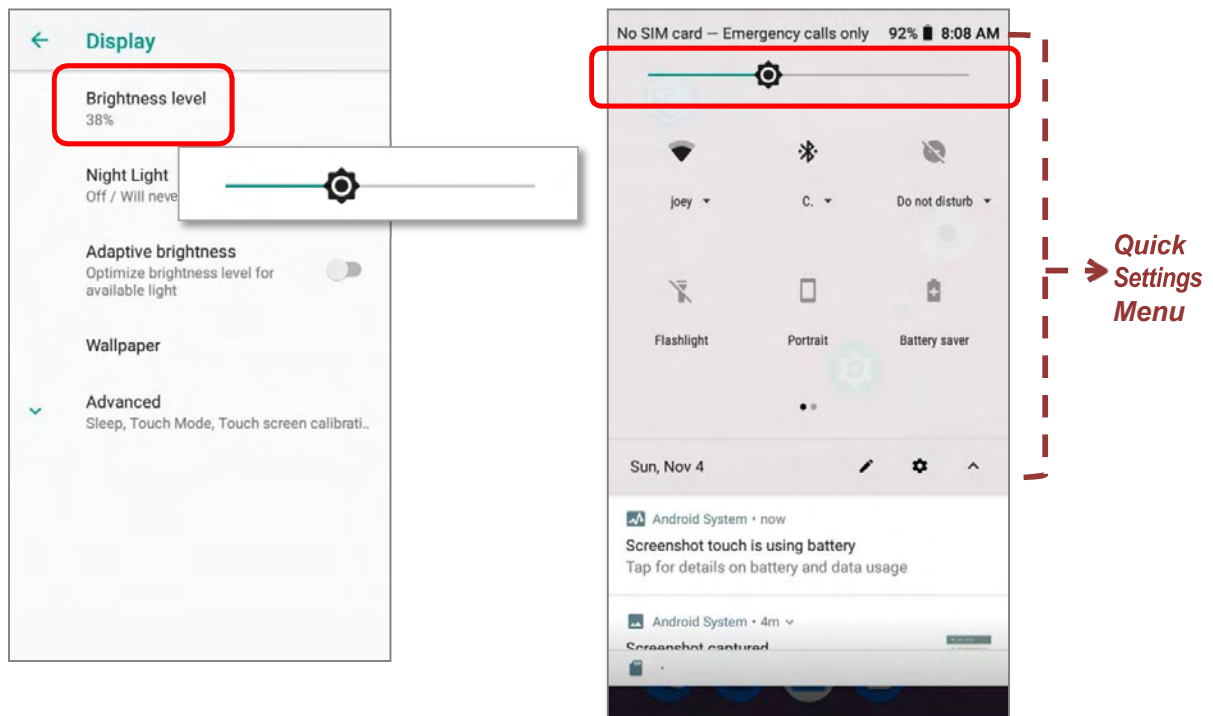 Display
Brightness level
38%
Night Light
Off / Will neve
Adaptive brightness
Optimize brightness level for
available light
Wallpaper
Advanced
Sleep, Touch Mode, Touch screen calibrati..
No SIM card – Emergency calls only 92% 8:08 AM
joey C. Do not disturb
Flashlight Portrait Battery saver
Sun, Nov 4
Android System • now
Screenshot touch is using battery
Tap for details on battery and data usage
Android System • 4m
Screenshot captured
Quick
Settings
Menu